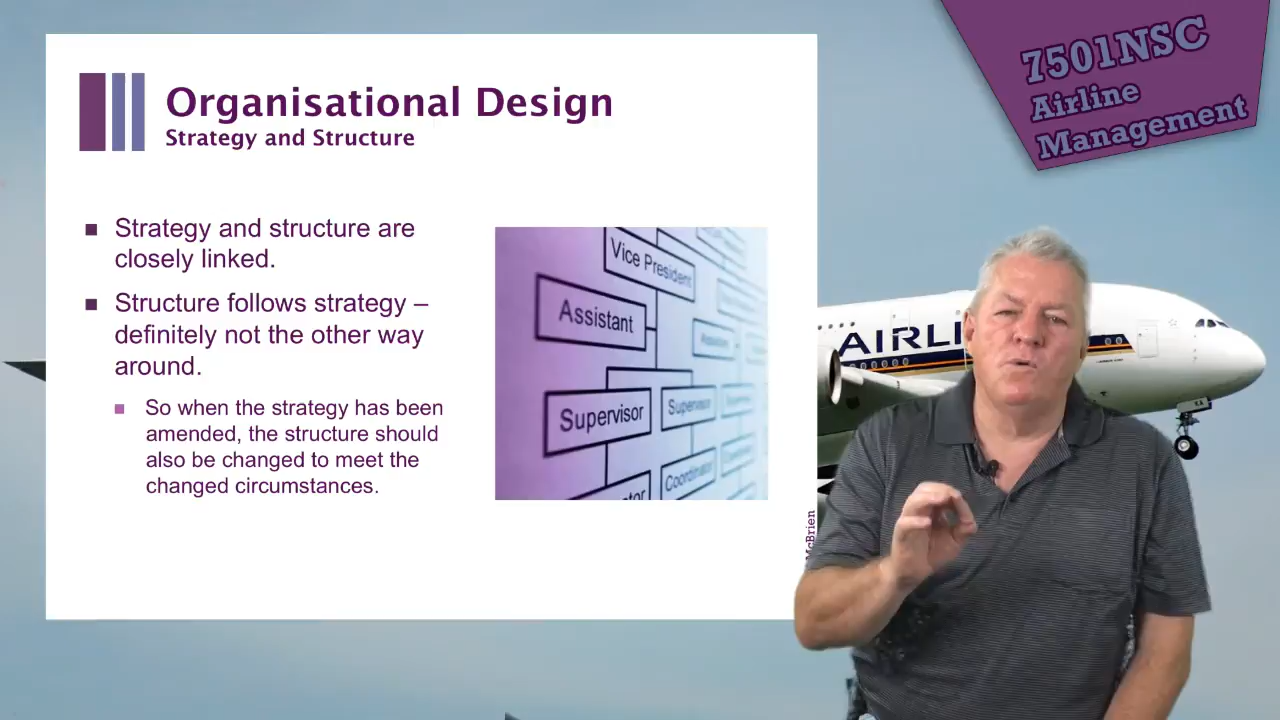 7501NSC
Airline
Management
Organisational Design
Strategy and Structure
Strategy and structure are
closely linked.
Structure follows strategy –
definitely not the other way
around.
So when the strategy has been
amended, the structure should
also be changed to meet the
changed circumstances.
Vice President
Assistant
Supervisor
Supervisor
Coordinator
AIRLI
McBrien